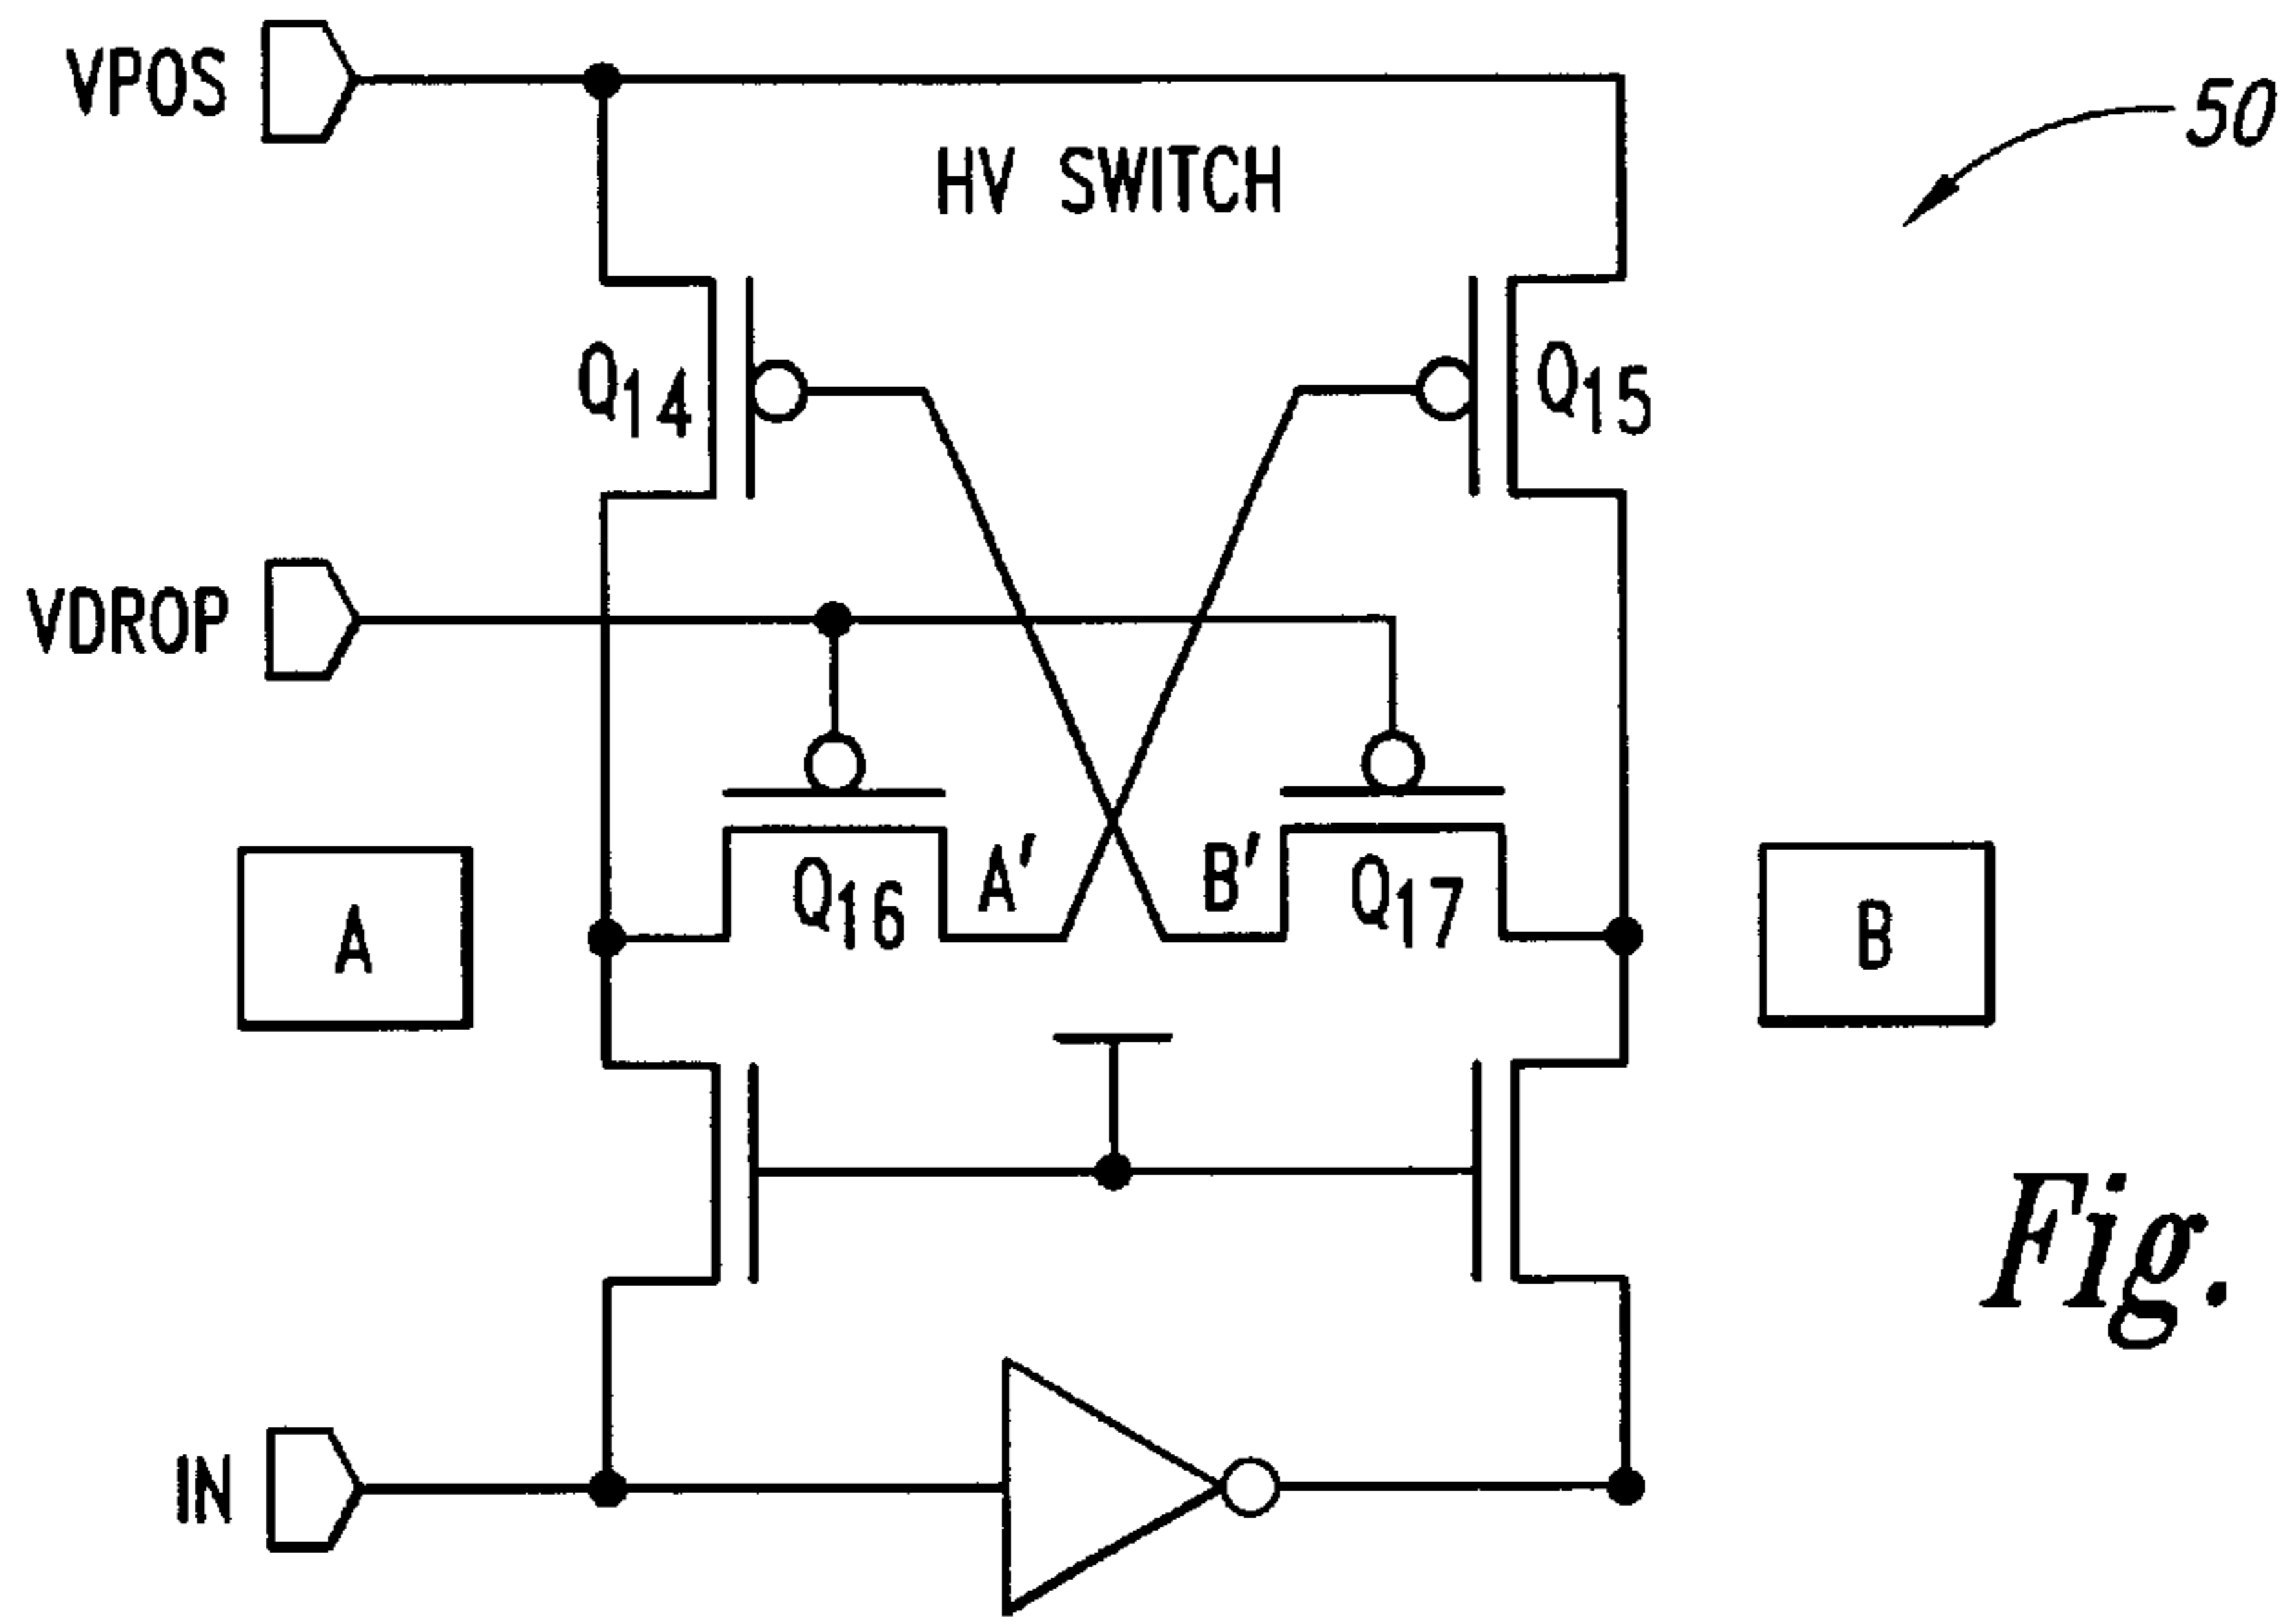 VPOS
50
HV SWITCH
Q14
Q15
VDROP
A'
B'
Q16
Q17
A
B
Fig.
IN